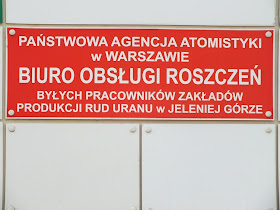 PAŃSTWOWA AGENCJA ATOMISTYKI
w WARSZAWIE
BIURO OBSŁUGI ROSZCZEŃ
BYŁYCH PRACOWNIKÓW ZAKŁADÓW
PRODUKCJI RUD URANU w JELENIEJ GÓRZE